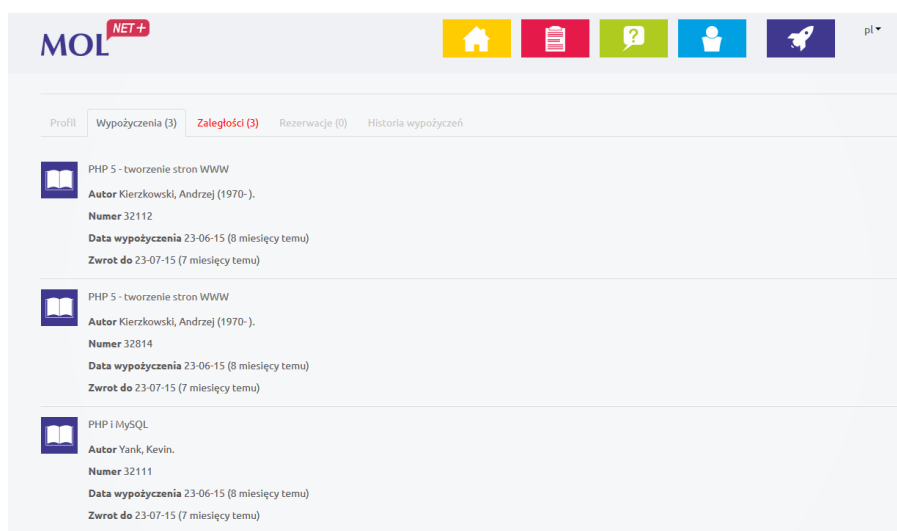 MOL NET+
pl
Profil Wypożyczenia (3) Zaległości (3) Rezerwacje (0) Historia wypożyczeń
PHP 5 - tworzenie stron WWW
Autor Kierzkowski, Andrzej (1970- ).
Numer 32112
Data wypożyczenia 23-06-15 (8 miesięcy temu)
Zwrot do 23-07-15 (7 miesięcy temu)
PHP 5 - tworzenie stron WWW
Autor Kierzkowski, Andrzej (1970- ).
Numer 32814
Data wypożyczenia 23-06-15 (8 miesięcy temu)
Zwrot do 23-07-15 (7 miesięcy temu)
PHP i MySQL
Autor Yank, Kevin.
Numer 32111
Data wypożyczenia 23-06-15 (8 miesięcy temu)
Zwrot do 23-07-15 (7 miesięcy temu)